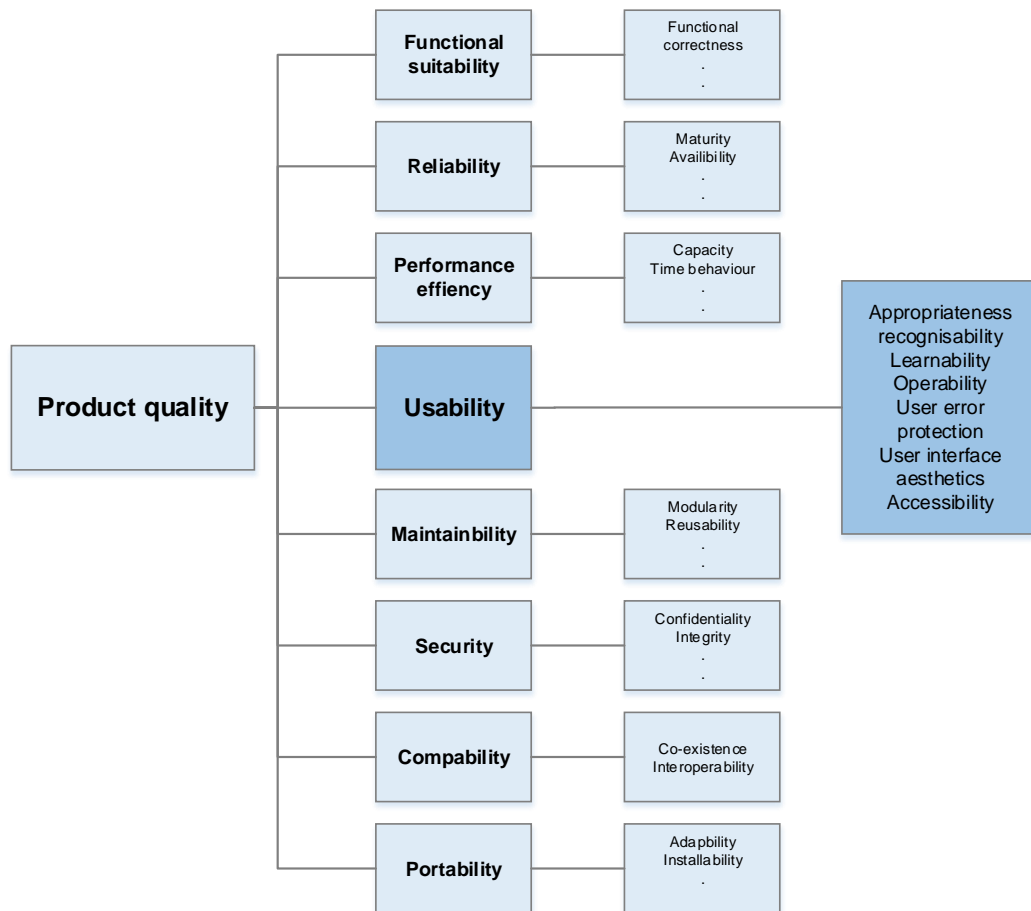 Product quality
Functional
suitability
Functional
correctness
.
.
Reliability
Maturity
Availibility
.
.
Performance
effiency
Capacity
Time behaviour
.
.
Usability
Appropriateness
recognisability
Learnability
Operability
User error
protection
User interface
aesthetics
Accessibility
Maintainbility
Modularity
Reusability
.
.
Security
Confidentiality
Integrity
.
.
Compability
Co-existence
Interoperability
Portability
Adapbility
Installability
.